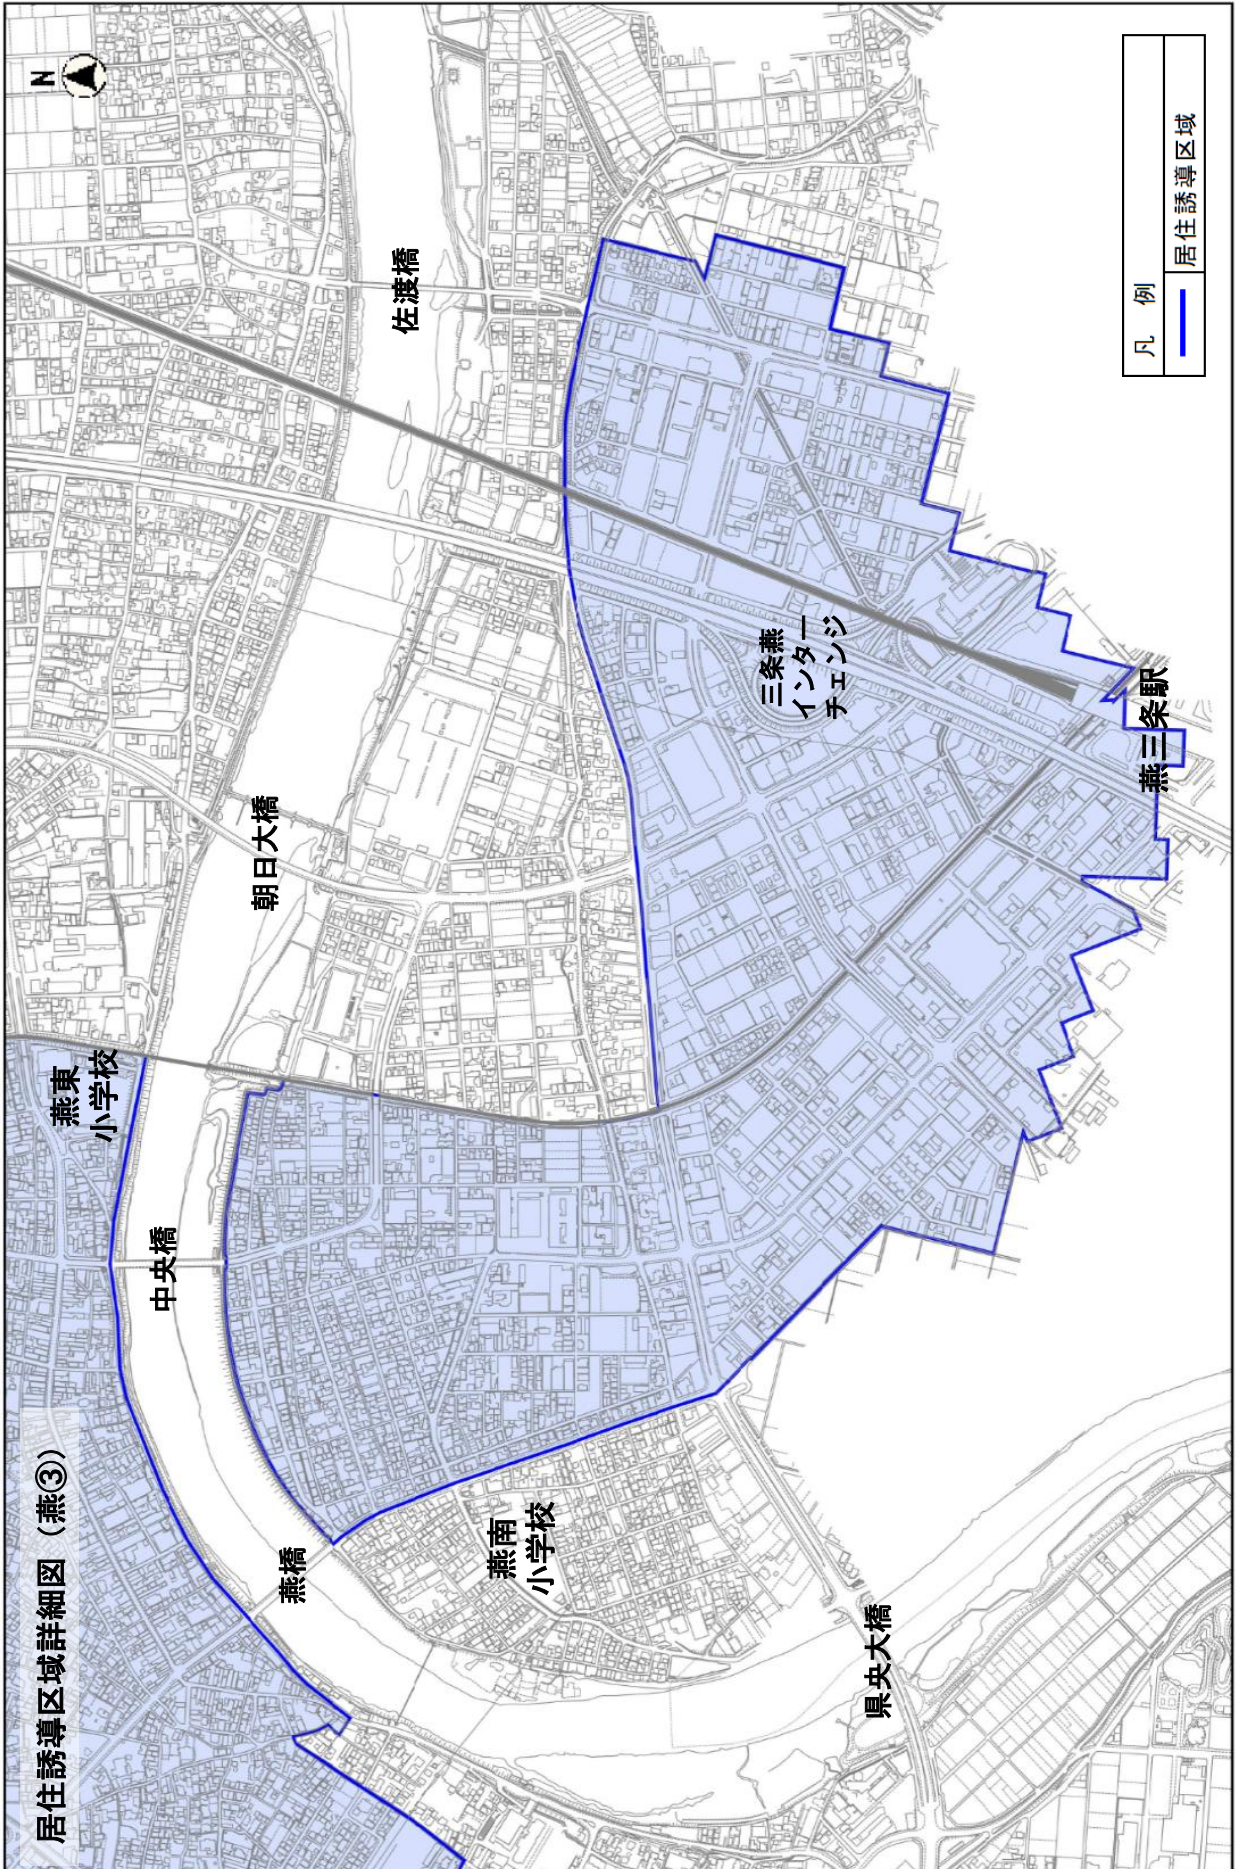 居住誘導区域詳細図（燕③）
N
燕東
小学校
中央橋
朝日大橋
佐渡橋
燕橋
燕南
小学校
三条燕
インター
チェンジ
県央大橋
燕三条駅
凡 例
居住誘導区域